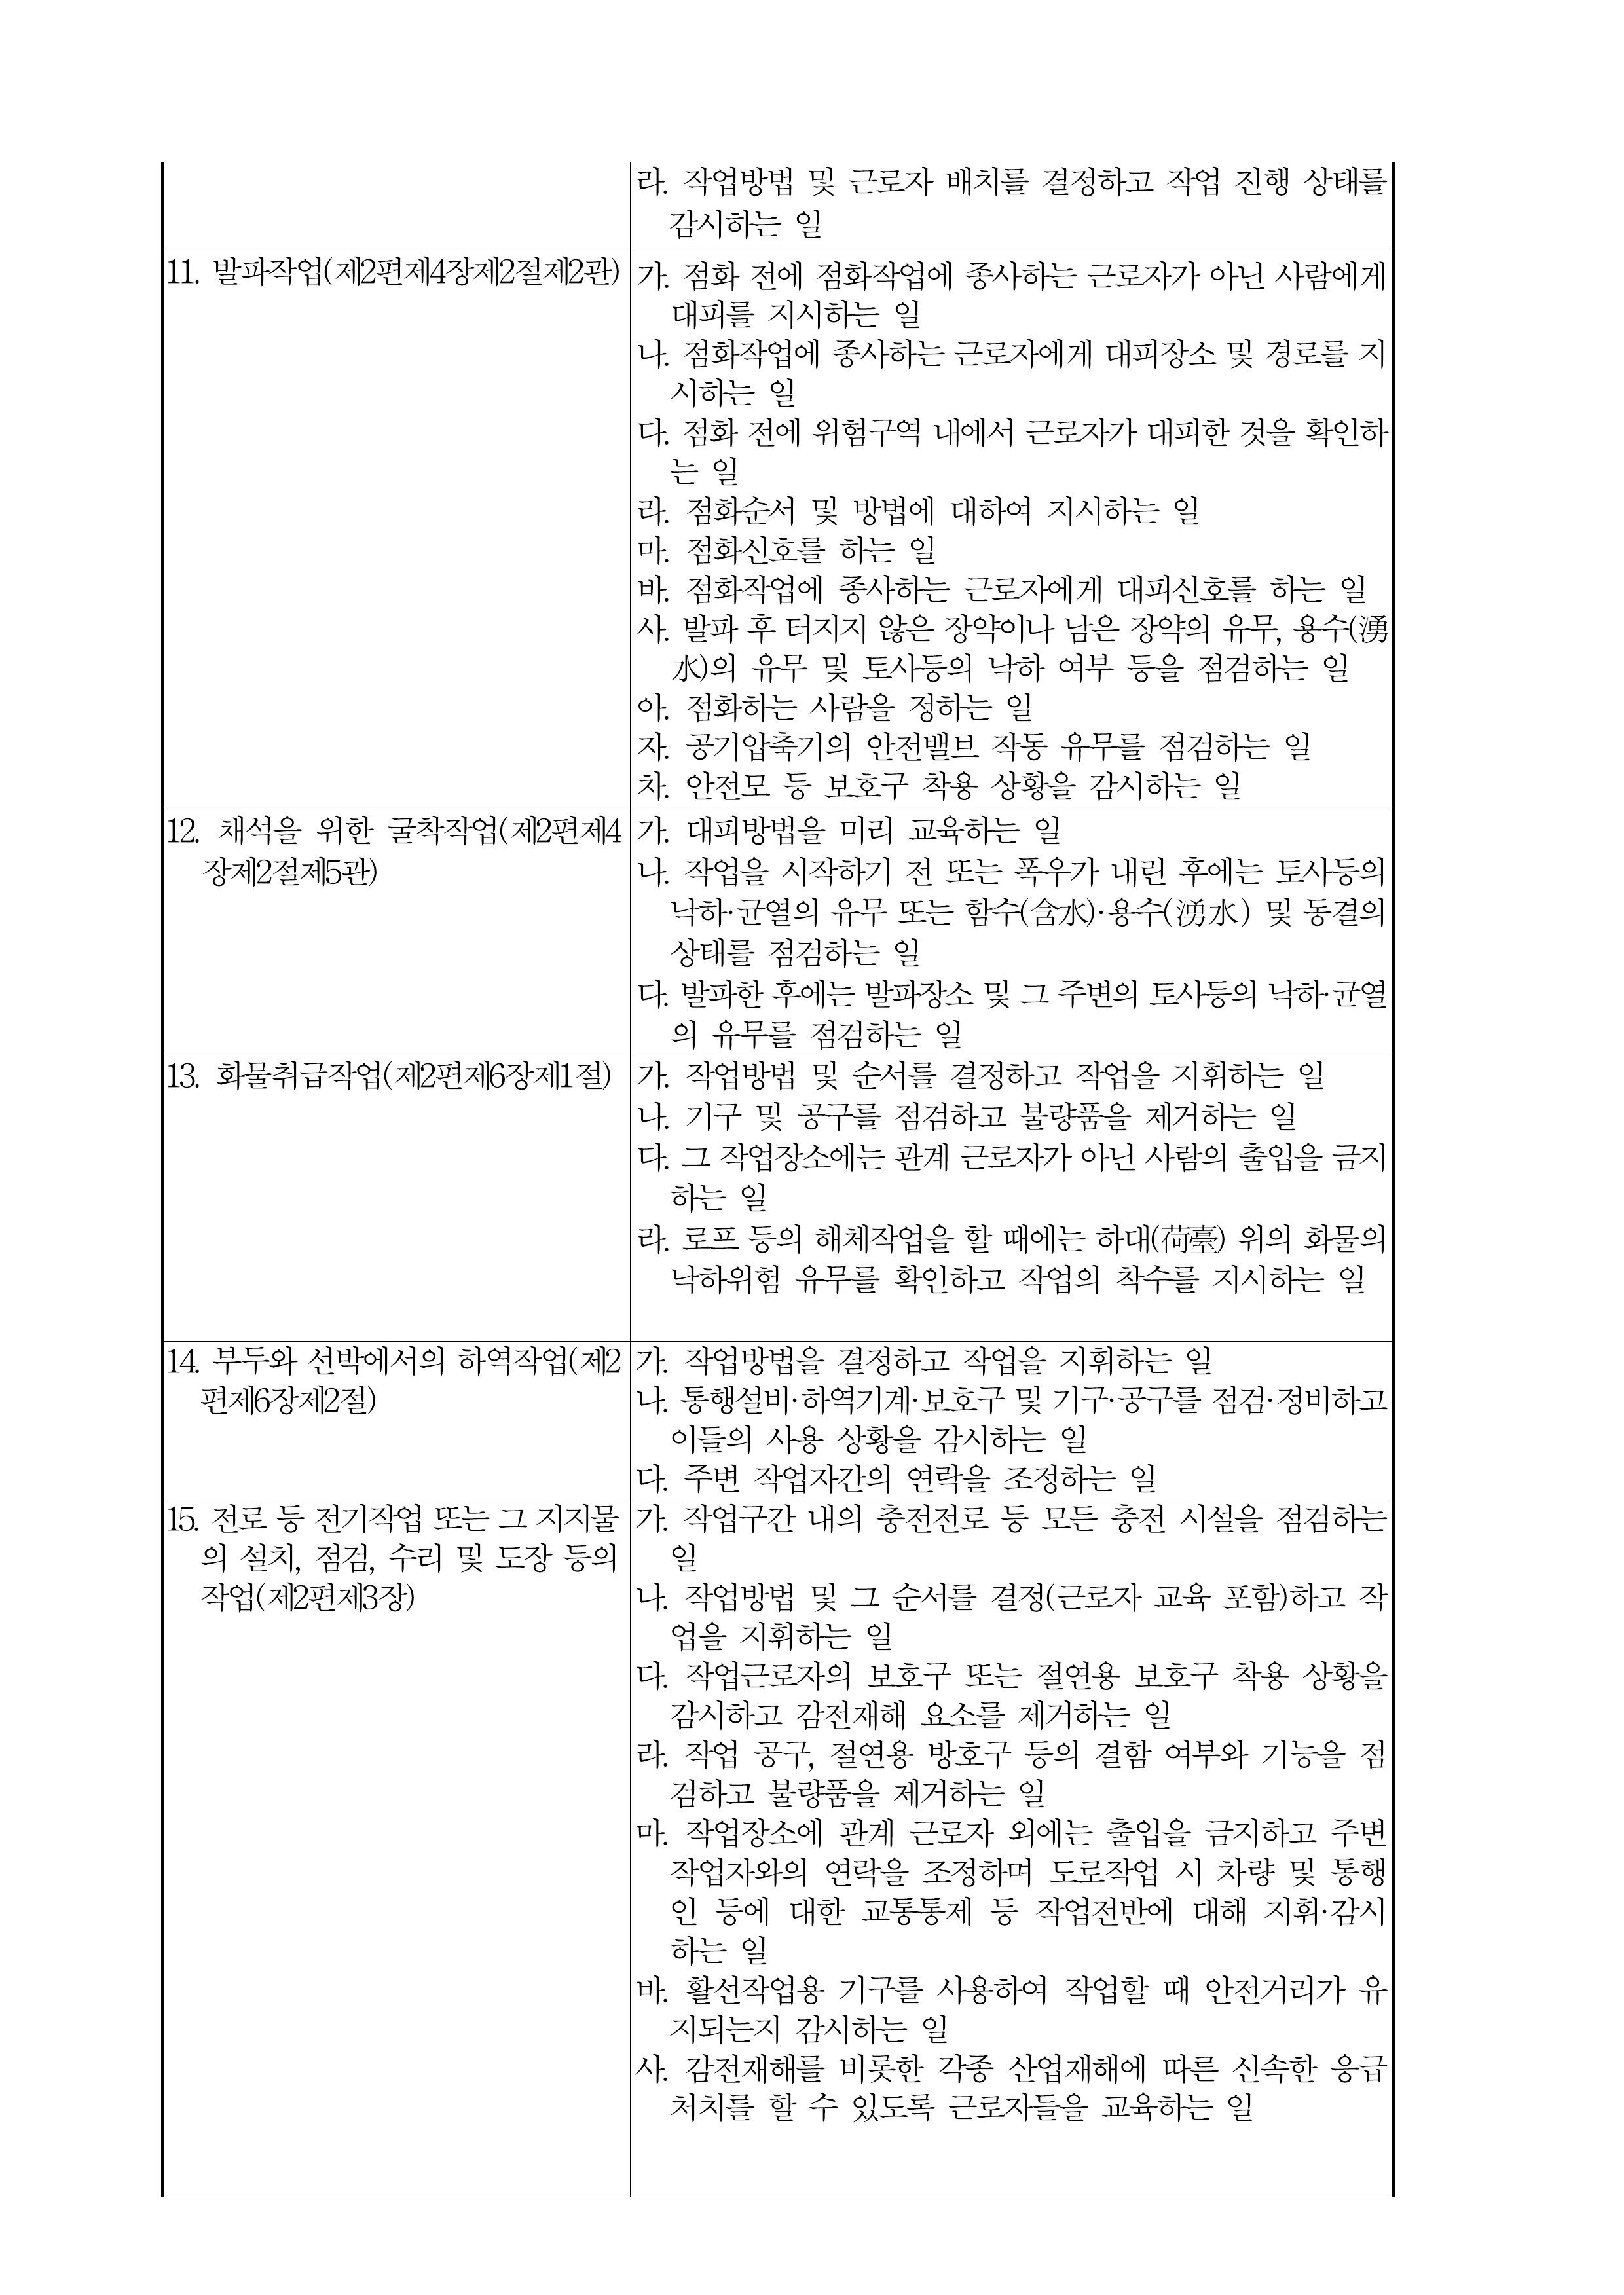 라. 작업방법 및 근로자 배치를 결정하고 작업 진행 상태를
감시하는 일
11. 발파작업(제2편제4장제2절제2관)
가. 점화 전에 점화작업에 종사하는 근로자가 아닌 사람에게
대피를 지시하는 일
나. 점화작업에 종사하는 근로자에게 대피장소 및 경로를 지
시하는 일
다. 점화 전에 위험구역 내에서 근로자가 대피한 것을 확인하
는 일
라. 점화순서 및 방법에 대하여 지시하는 일
마. 점화신호를 하는 일
바. 점화작업에 종사하는 근로자에게 대피신호를 하는 일
사. 발파 후 터지지 않은 장약이나 남은 장약의 유무, 용수(湧
水)의 유무 및 토사등의 낙하 여부 등을 점검하는 일
아. 점화하는 사람을 정하는 일
자. 공기압축기의 안전밸브 작동 유무를 점검하는 일
차. 안전모 등 보호구 착용 상황을 감시하는 일
12. 채석을 위한 굴착작업(제2편제4
장제2절제5관)
가. 대피방법을 미리 교육하는 일
나. 작업을 시작하기 전 또는 폭우가 내린 후에는 토사등의
낙하·균열의 유무 또는 함수(含水)·용수(湧水) 및 동결의
상태를 점검하는 일
다. 발파한 후에는 발파장소 및 그 주변의 토사등의 낙하·균열
의 유무를 점검하는 일
13. 화물취급작업(제2편제6장제1절)
가. 작업방법 및 순서를 결정하고 작업을 지휘하는 일
나. 기구 및 공구를 점검하고 불량품을 제거하는 일
다. 그 작업장소에는 관계 근로자가 아닌 사람의 출입을 금지
하는 일
라. 로프 등의 해체작업을 할 때에는 하대(荷臺) 위의 화물의
낙하위험 유무를 확인하고 작업의 착수를 지시하는 일
14. 부두와 선박에서의 하역작업(제2
편제6장제2절)
가. 작업방법을 결정하고 작업을 지휘하는 일
나. 통행설비·하역기계·보호구 및 기구·공구를 점검·정비하고
이들의 사용 상황을 감시하는 일
다. 주변 작업자간의 연락을 조정하는 일
15. 전로 등 전기작업 또는 그 지지물
의 설치, 점검, 수리 및 도장 등의
작업(제2편제3장)
가. 작업구간 내의 충전전로 등 모든 충전 시설을 점검하는
일
나. 작업방법 및 그 순서를 결정(근로자 교육 포함)하고 작
업을 지휘하는 일
다. 작업근로자의 보호구 또는 절연용 보호구 착용 상황을
감시하고 감전재해 요소를 제거하는 일
라. 작업 공구, 절연용 방호구 등의 결함 여부와 기능을 점
검하고 불량품을 제거하는 일
마. 작업장소에 관계 근로자 외에는 출입을 금지하고 주변
작업자와의 연락을 조정하며 도로작업 시 차량 및 통행
인 등에 대한 교통통제 등 작업전반에 대해 지휘·감시
하는 일
바. 활선작업용 기구를 사용하여 작업할 때 안전거리가 유
지되는지 감시하는 일
사. 감전재해를 비롯한 각종 산업재해에 따른 신속한 응급
처치를 할 수 있도록 근로자들을 교육하는 일